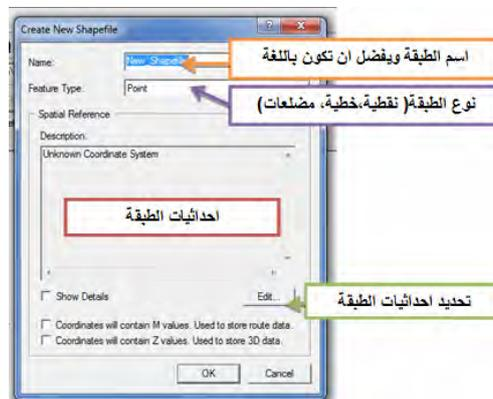 Create New Shapefile
Name:
New_Shapefile
اسم الطبقة ويفضل ان تكون باللغة
Feature Type:
Point
نوع الطبقة( نقطية،خطية، مضلعات)
Spatial Reference
Description:
Unknown Coordinate System
احداثيات الطبقة
Show Details
Edit...
تحديد احداثيات الطبقة
Coordinates will contain M values. Used to store route data.
Coordinates will contain Z values. Used to store 3D data.
OK
Cancel